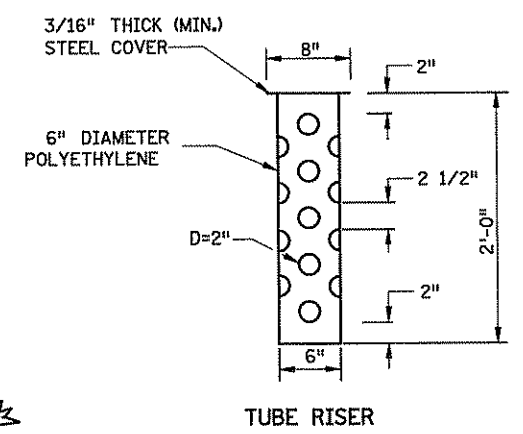 3/16" THICK (MIN.)
STEEL COVER
8"
2"
6" DIAMETER
POLYETHYLENE
2 1/2"
D=2"
2'-0"
2"
6"
TUBE RISER